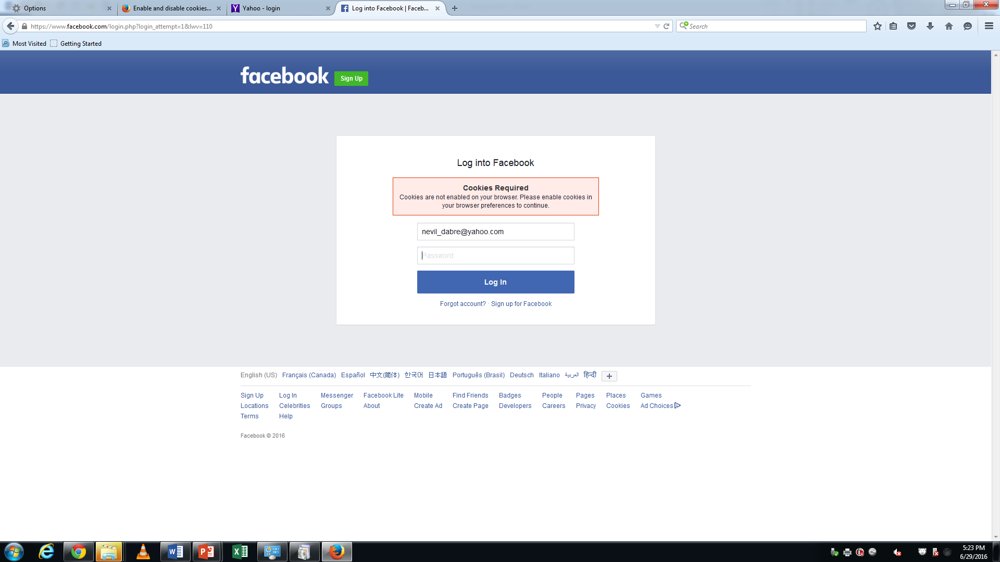 Options
Enable and disable cookies...
Yahoo - login
Log into Facebook | Faceb...
https://www.facebook.com/login.php?login_attempt=1&lwv=110
Search
Most Visited
Getting Started
facebook
Sign Up
Log into Facebook
Cookies Required
Cookies are not enabled on your browser. Please enable cookies in
your browser preferences to continue.
nevil_dabre@yahoo.com
Password
Log In
Forgot account? · Sign up for Facebook
English (US) Français (Canada) Español 中文(简体) 한국어 日本語 Português (Brasil) Deutsch Italiano العربية हिन्दी +
Sign Up Log In Messenger Facebook Lite Mobile Find Friends Badges People Pages Places Games
Locations Celebrities Groups About Create Ad Create Page Developers Careers Privacy Cookies Ad Choices
Terms Help
Facebook © 2016
5:23 PM
6/29/2016